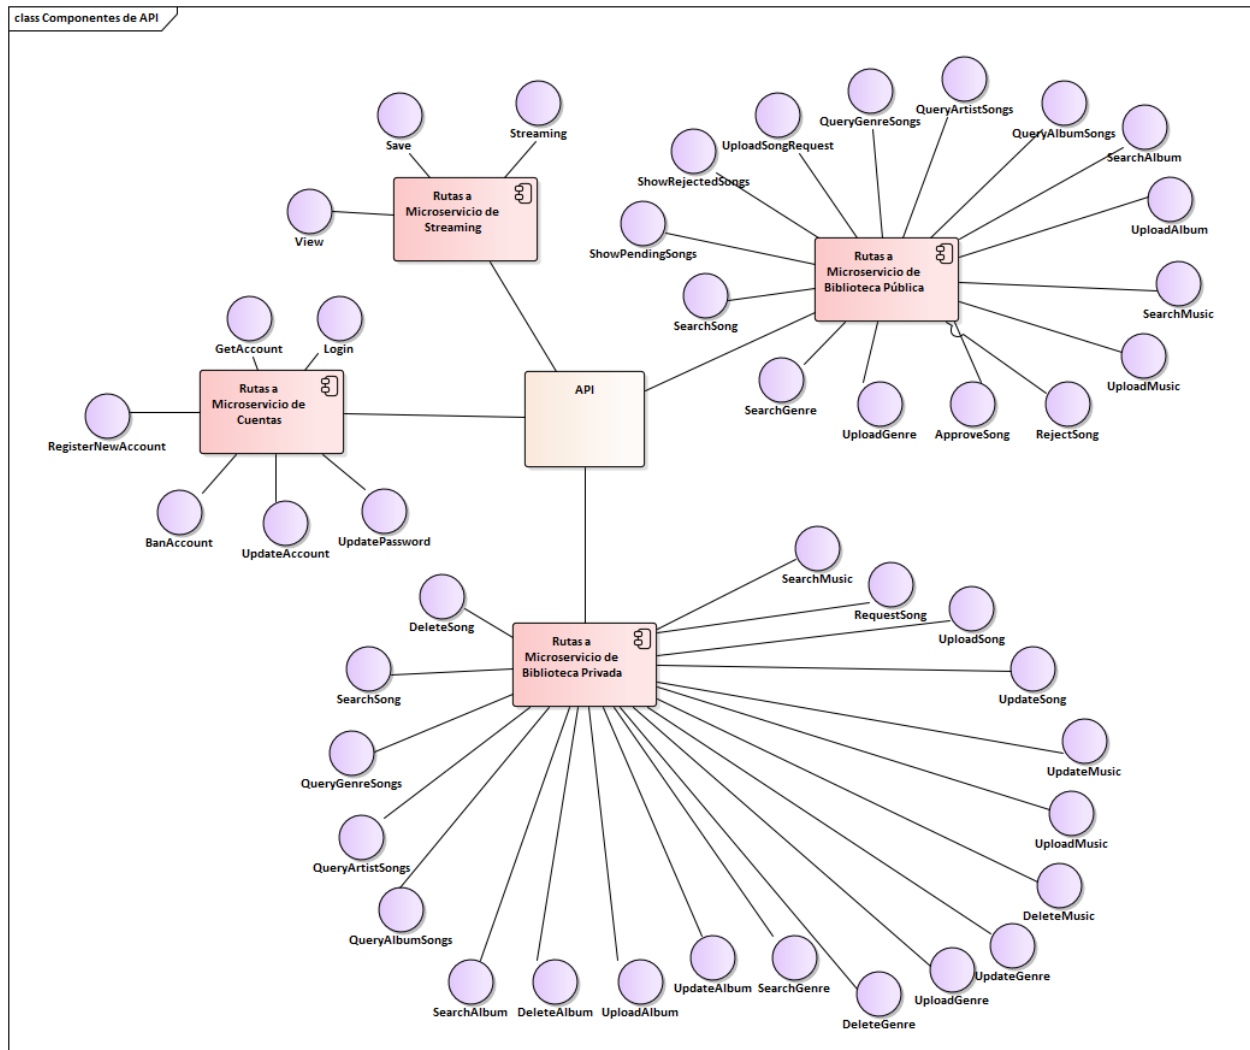 class Componentes de API
Streaming
Save
View
Rutas a
Microservicio de
Streaming
QueryArtistSongs
QueryGenreSongs
QueryAlbumSongs
UploadSongRequest
SearchAlbum
ShowRejectedSongs
UploadAlbum
ShowPendingSongs
Rutas a
Microservicio de
Biblioteca Pública
SearchSong
SearchMusic
UploadMusic
SearchGenre
UploadGenre
ApproveSong
RejectSong
GetAccount
Login
Rutas a
Microservicio de
Cuentas
RegisterNewAccount
BanAccount
UpdateAccount
UpdatePassword
API
SearchMusic
RequestSong
DeleteSong
UploadSong
Rutas a
Microservicio de
Biblioteca Privada
SearchSong
UpdateSong
QueryGenreSongs
UpdateMusic
QueryArtistSongs
UploadMusic
QueryAlbumSongs
DeleteMusic
SearchAlbum
DeleteAlbum
UploadAlbum
UpdateAlbum
SearchGenre
DeleteGenre
UploadGenre
UpdateGenre